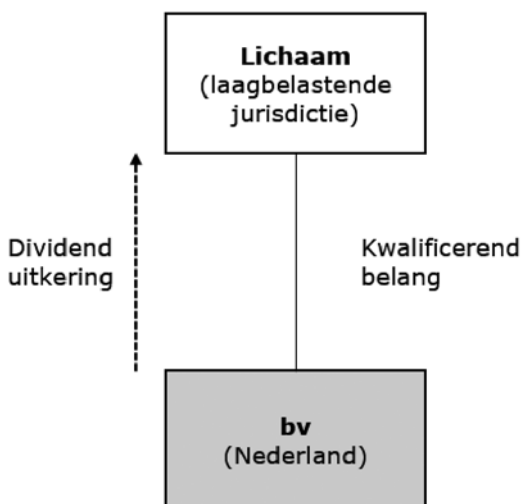 Lichaam
(laagbelastende
jurisdictie)
Dividend
uitkering
Kwalificerend
belang
bv
(Nederland)